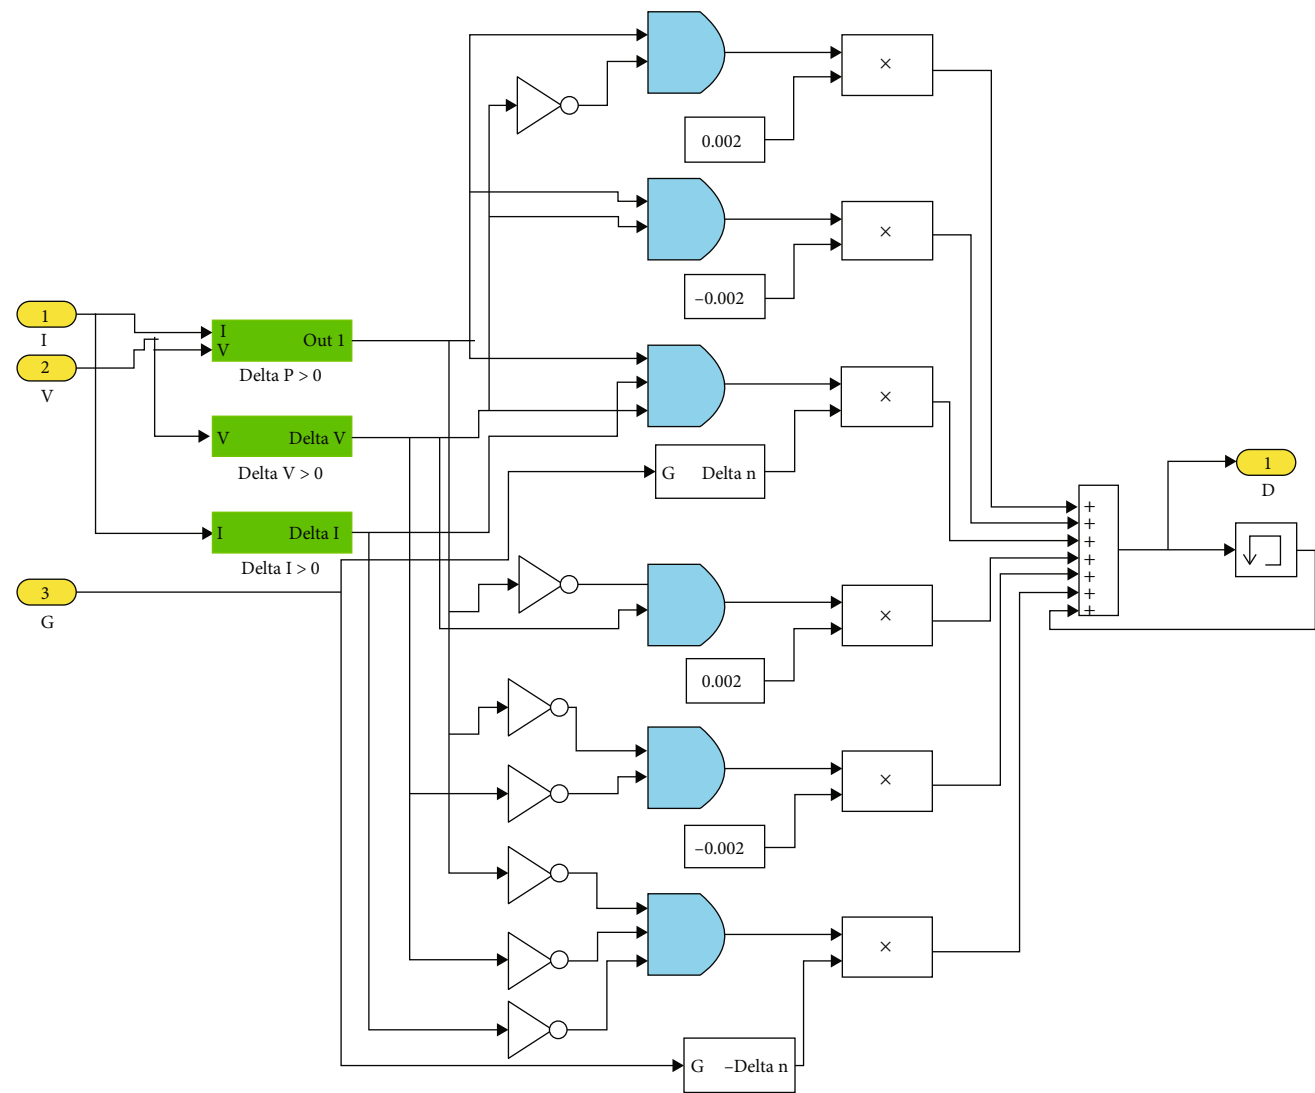 ×
0.002
×
−0.002
1
I
2
V
I
V
Out 1
Delta P > 0
V
Delta V
Delta V > 0
I
Delta I
Delta I > 0
3
G
×
G
Delta n
×
0.002
×
−0.002
×
G
−Delta n
+
+
+
+
+
+
+
1
D